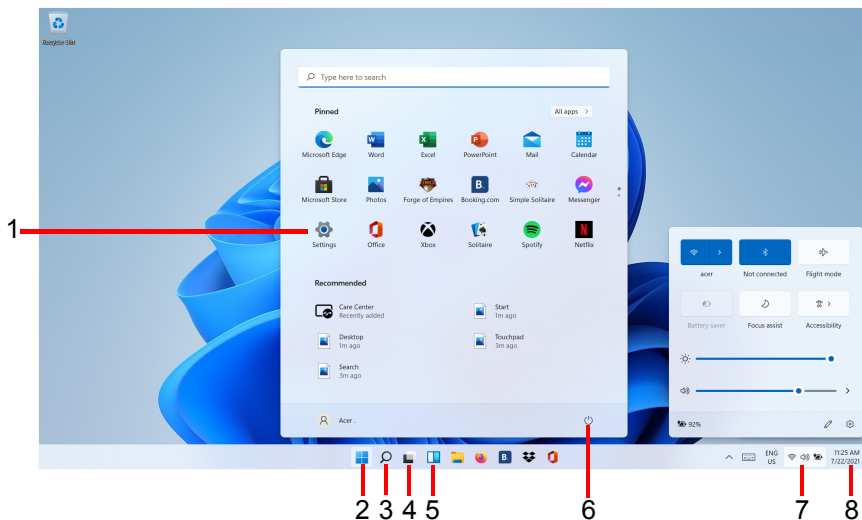 Recycle Bin
Type here to search
Pinned
All apps >
Microsoft Edge
Word
Excel
PowerPoint
Mail
Calendar
Microsoft Store
Photos
Forge of Empires
Booking.com
Simple Solitaire
Messenger
1
Settings
Office
Xbox
Solitaire
Spotify
Netflix
Recommended
Care Center
Recently added
Start
1m ago
Desktop
1m ago
Touchpad
3m ago
Search
3m ago
Acer .
acer
Not connected
Flight mode
Battery saver
Focus assist
Accessibility
92%
B.
ENG
US
11:25 AM
7/22/2021
2 3 4 5 6 7 8